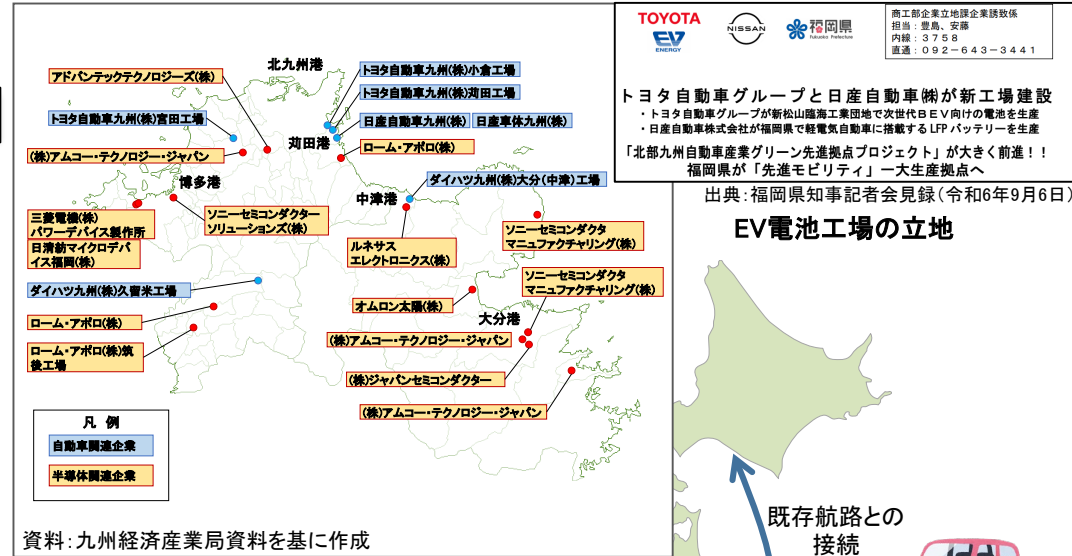 北九州港
アドバンテックテクノロジーズ(株)
トヨタ自動車九州(株)小倉工場
トヨタ自動車九州(株)苅田工場
トヨタ自動車九州(株)宮田工場
日産自動車九州(株)
日産車体九州(株)
苅田港
(株)アムコー・テクノロジー・ジャパン
ローム・アポロ(株)
博多港
ダイハツ九州(株)大分(中津)工場
中津港
三菱電機(株)
パワーデバイス製作所
日清紡マイクロデバ
イス福岡(株)
ソニーセミコンダクター
ソリューションズ(株)
ルネサス
エレクトロニクス(株)
ソニーセミコンダクタ
マニュファクチャリング(株)
ソニーセミコンダクタ
マニュファクチャリング(株)
ダイハツ九州(株)久留米工場
オムロン太陽(株)
ローム・アポロ(株)
大分港
(株)アムコー・テクノロジー・ジャパン
ローム・アポロ(株)筑
後工場
(株)ジャパンセミコンダクター
(株)アムコー・テクノロジー・ジャパン
凡 例
自動車関連企業
半導体関連企業
資料:九州経済産業局資料を基に作成
TOYOTA
EV
ENERGY
NISSAN
福岡県
Fukuoka Prefecture
商工部企業立地課企業誘致係
担当:豊島、安藤
内線:3758
直通:092-643-3441
トヨタ自動車グループと日産自動車㈱が新工場建設
・トヨタ自動車グループが新松山臨海工業団地で次世代BEV向けの電池を生産
・日産自動車株式会社が福岡県で軽電気自動車に搭載するLFPバッテリーを生産
「北部九州自動車産業グリーン先進拠点プロジェクト」が大きく前進!!
福岡県が「先進モビリティ」一大生産拠点へ
出典:福岡県知事記者会見録(令和6年9月6日)
EV電池工場の立地
既存航路との
接続